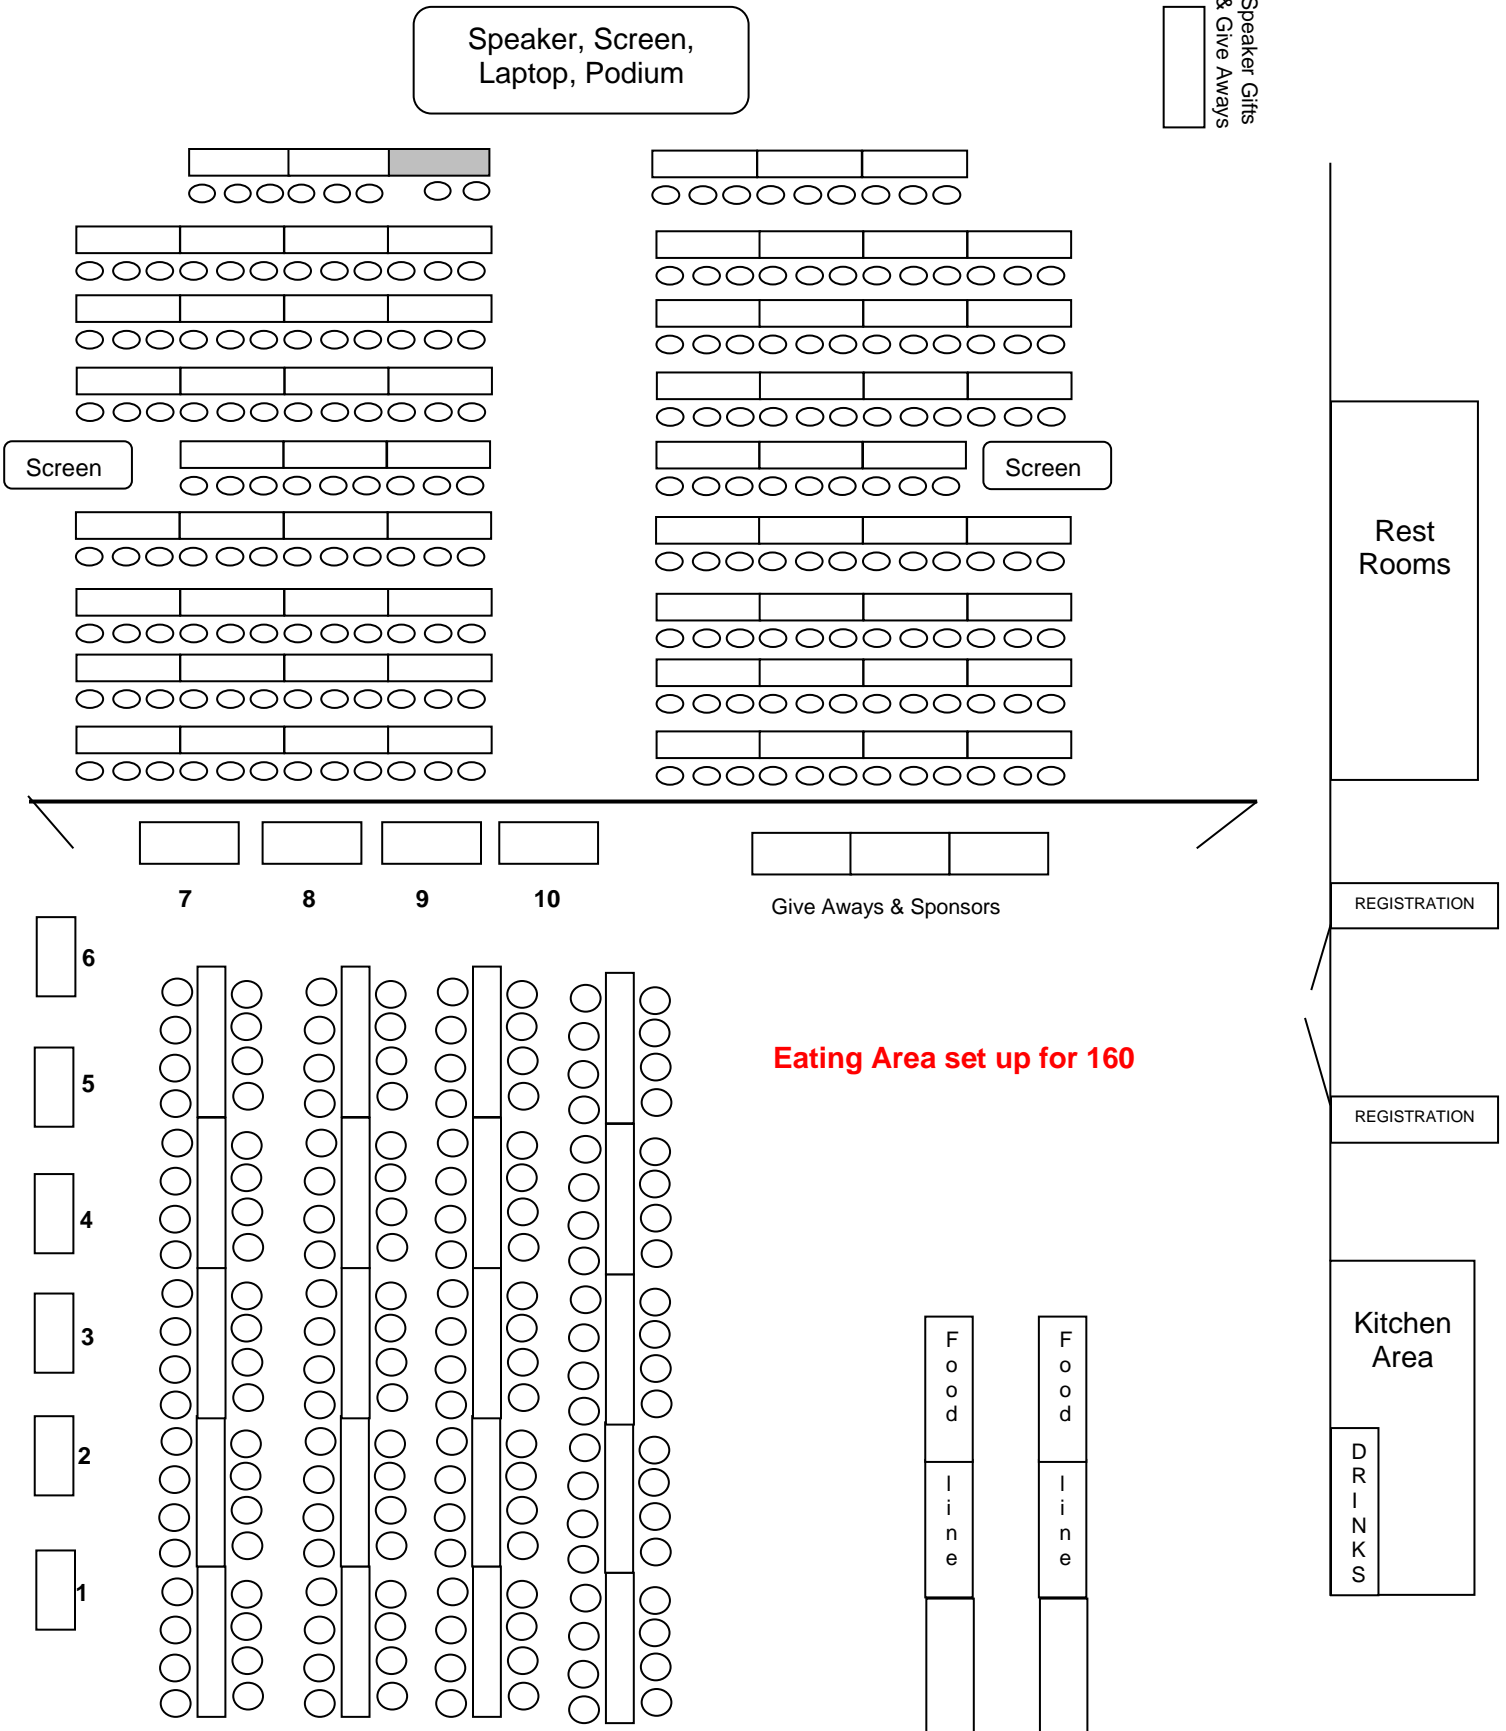 Speaker, Screen,
Laptop, Podium
Speaker Gifts
& Give Aways
Screen
Screen
Rest
Rooms
7
8
9
10
Give Aways & Sponsors
REGISTRATION
6
5
Eating Area set up for 160
REGISTRATION
4
3
2
1
Food
line
Food
line
Kitchen
Area
DRINKS